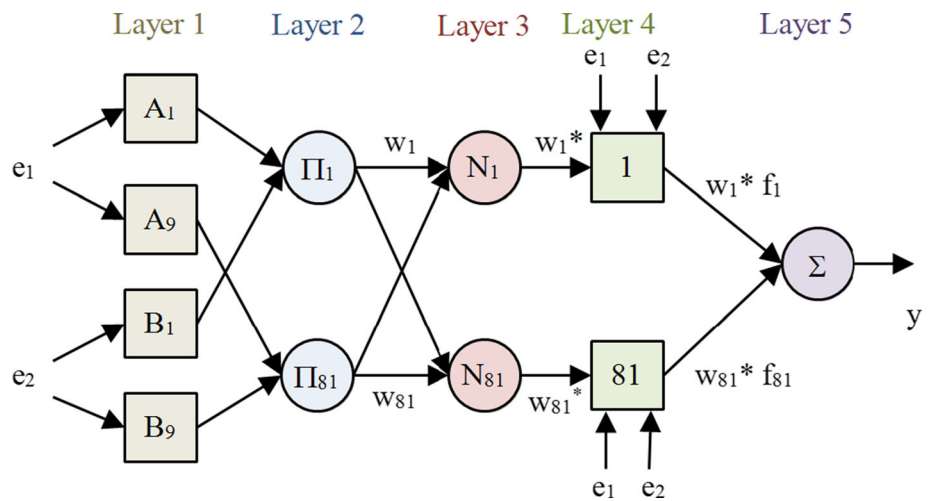 Layer 1 Layer 2 Layer 3 Layer 4 Layer 5
e₁ e₂
A₁
w₁ w₁*
Π₁ N₁ 1
w₁* f₁
e₁
A₉
Σ
B₁
y
e₂
Π₈₁ N₈₁ 81
w₈₁* f₈₁
w₈₁ w₈₁*
B₉
e₁ e₂